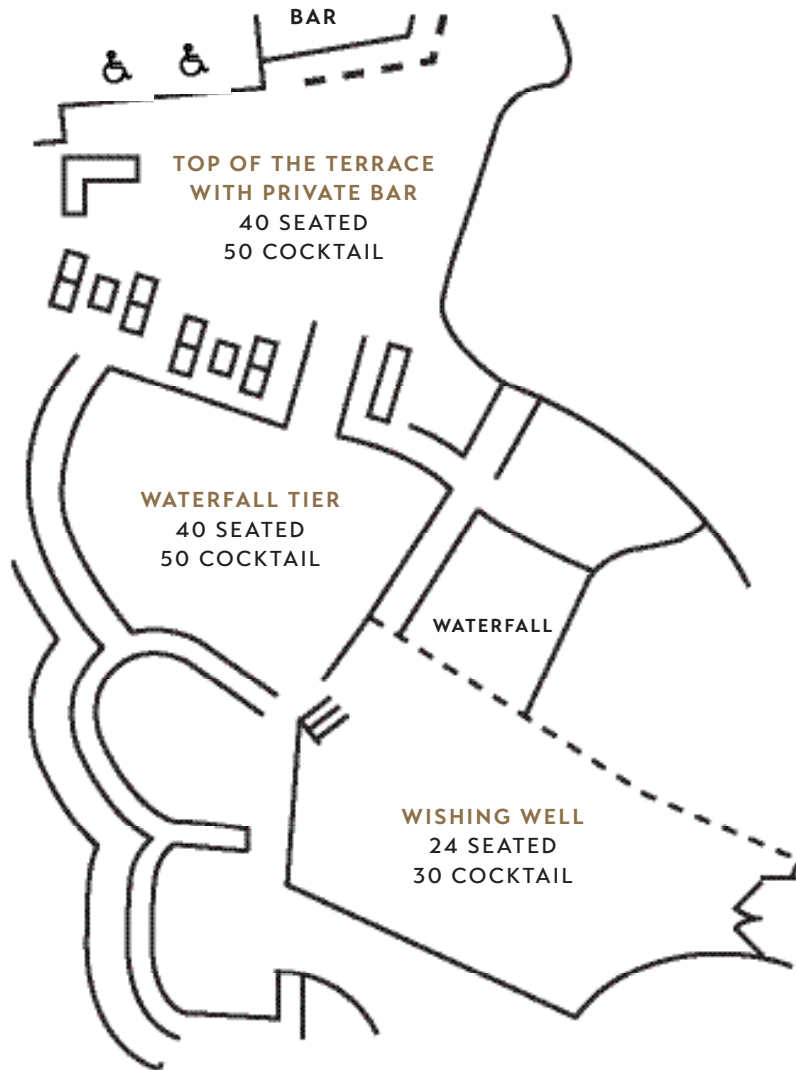 BAR
TOP OF THE TERRACE
WITH PRIVATE BAR
40 SEATED
50 COCKTAIL
WATERFALL TIER
40 SEATED
50 COCKTAIL
WATERFALL
WISHING WELL
24 SEATED
30 COCKTAIL